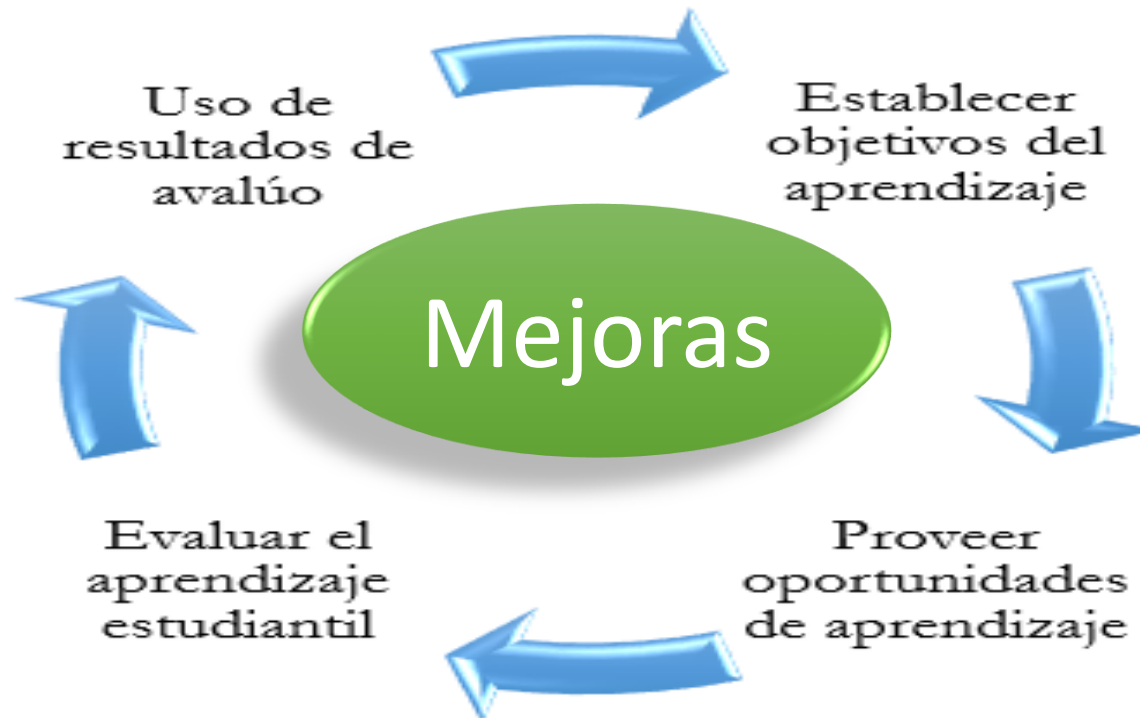 Uso de
resultados de
avalúo
Establecer
objetivos del
aprendizaje
Mejoras
Evaluar el
aprendizaje
estudiantil
Proveer
oportunidades
de aprendizaje